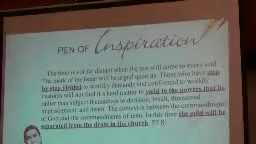 PEN OF Inspiration
The time is not far distant when the test will come to every soul.
The mark of the beast will be urged upon us. Those who have step
by step yielded to worldly demands and conformed to worldly
customs will not find it a hard matter to yield to the powers that be,
rather than subject themselves to derision, insult, threatened
imprisonment, and death. The contest is between the commandments
of God and the commandments of men. In this time the gold will be
separated from the dross in the church.